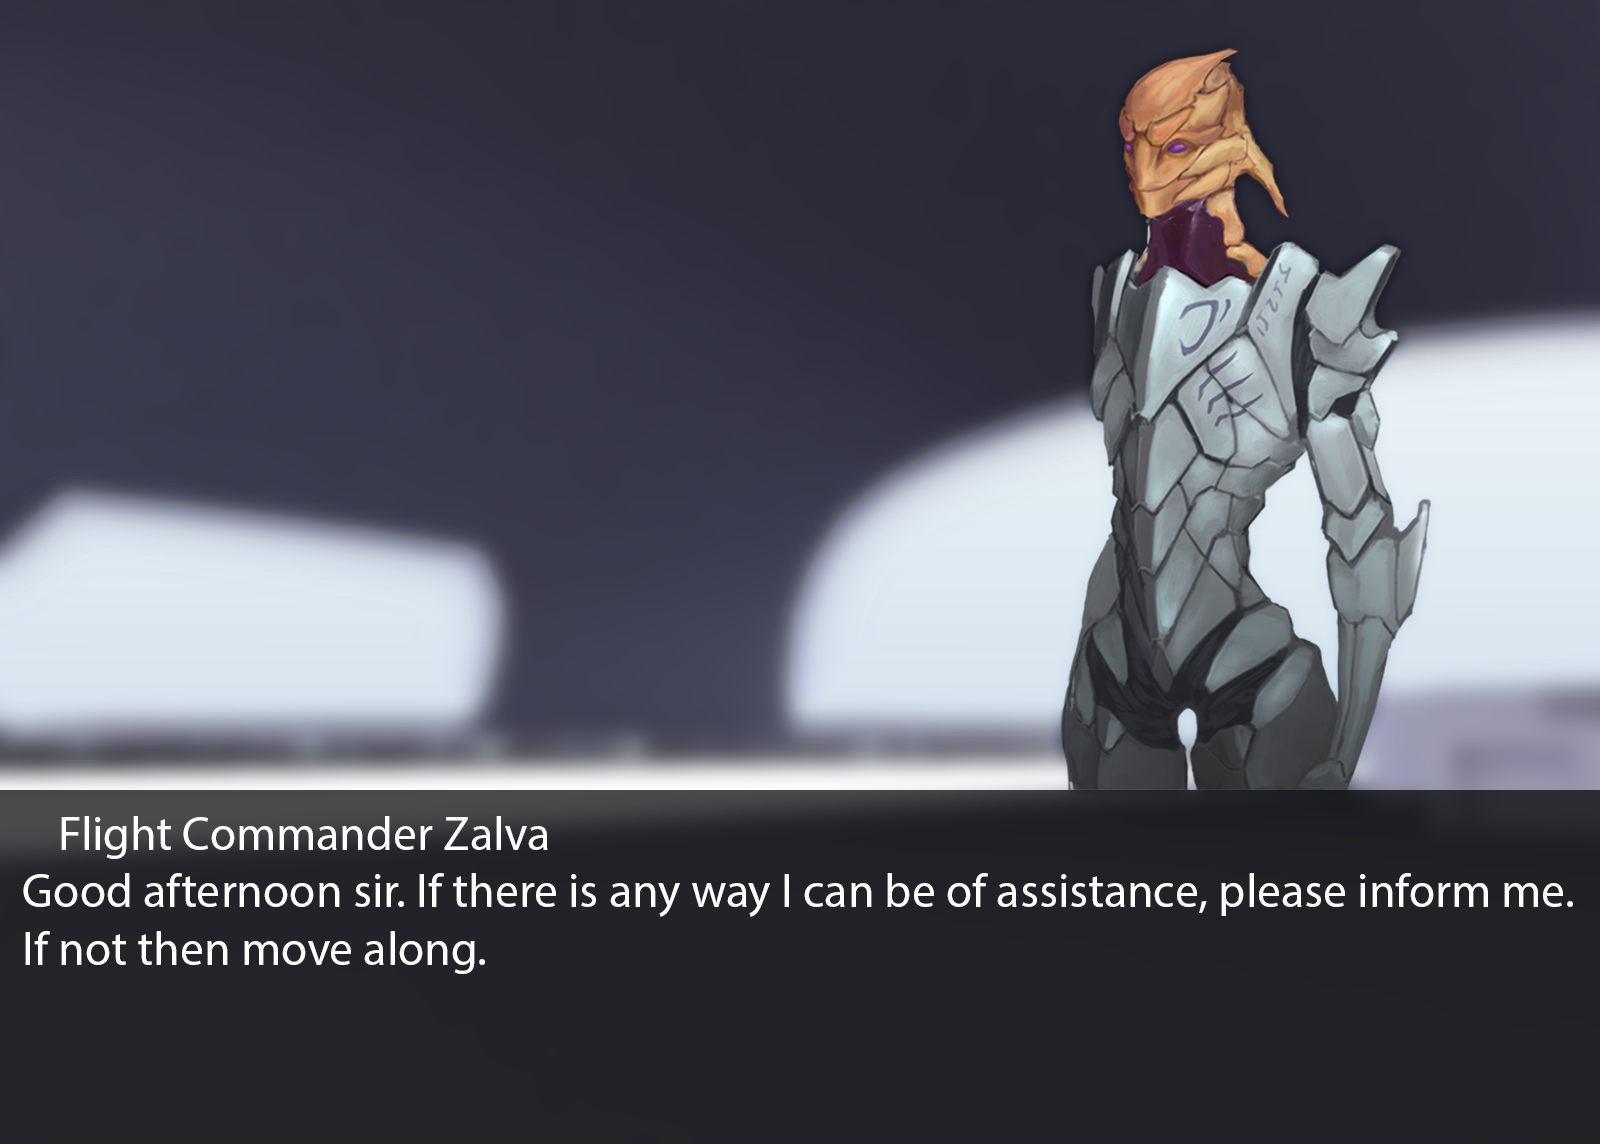 Flight Commander Zalva
Good afternoon sir. If there is any way I can be of assistance, please inform me.
If not then move along.